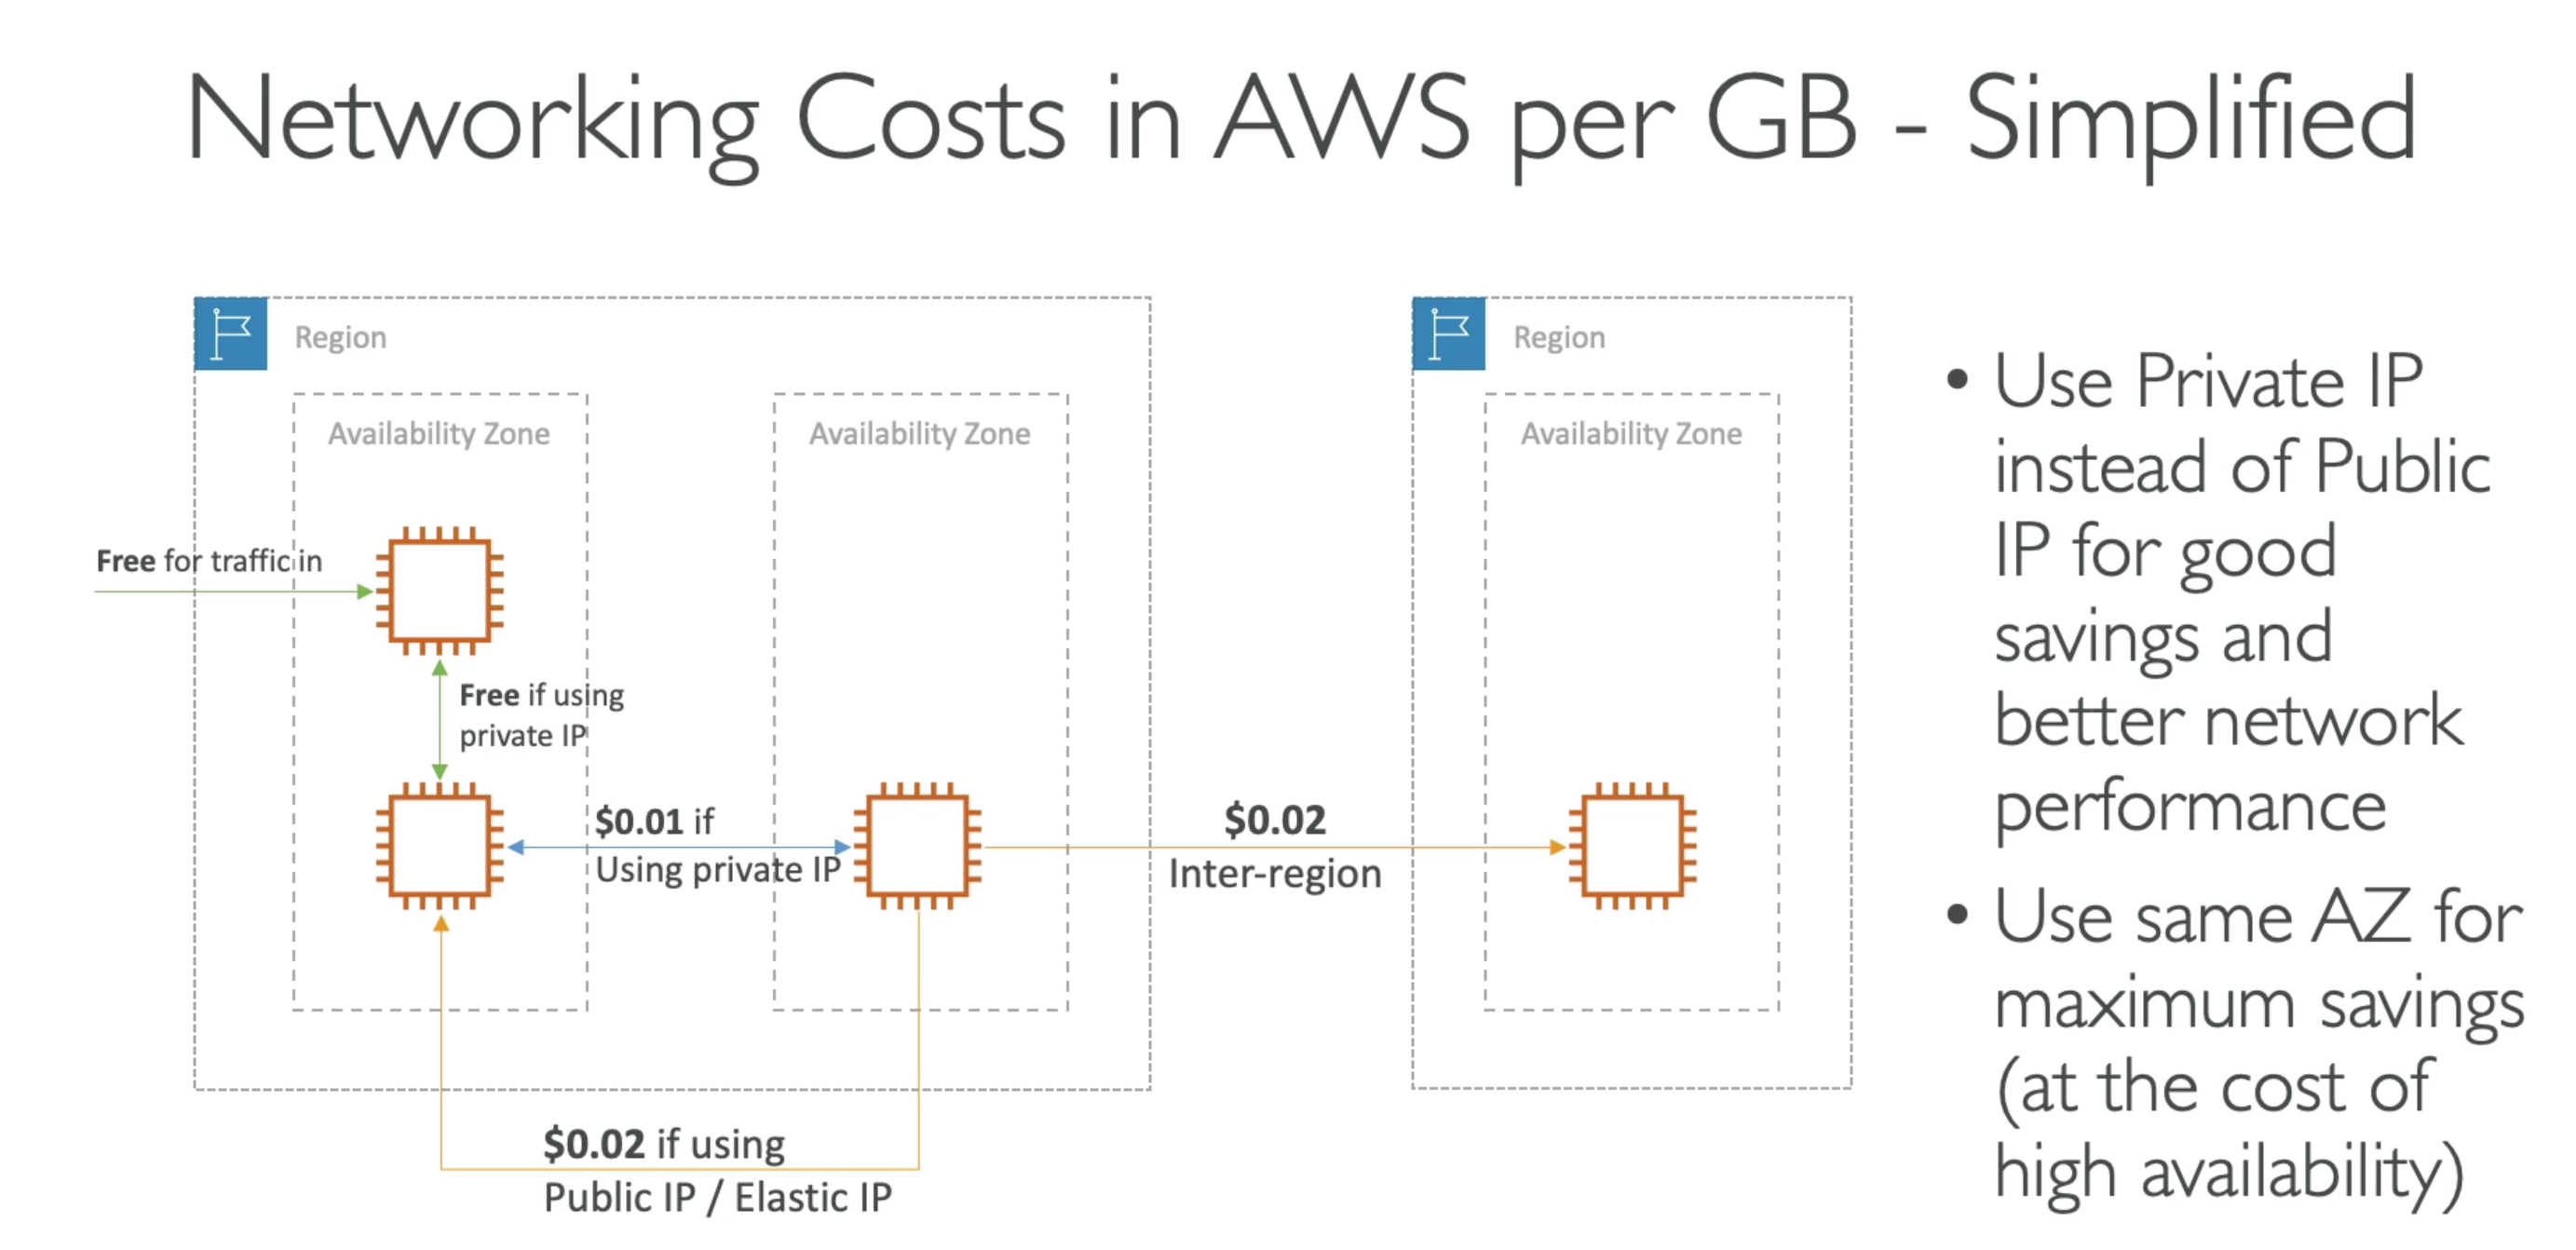 Networking Costs in AWS per GB - Simplified
Region
Availability Zone
Availability Zone
Free for traffic in
Free if using
private IP
$0.01 if
Using private IP
$0.02 if using
Public IP / Elastic IP
$0.02
Inter-region
Region
Availability Zone
• Use Private IP
instead of Public
IP for good
savings and
better network
performance
• Use same AZ for
maximum savings
(at the cost of
high availability)